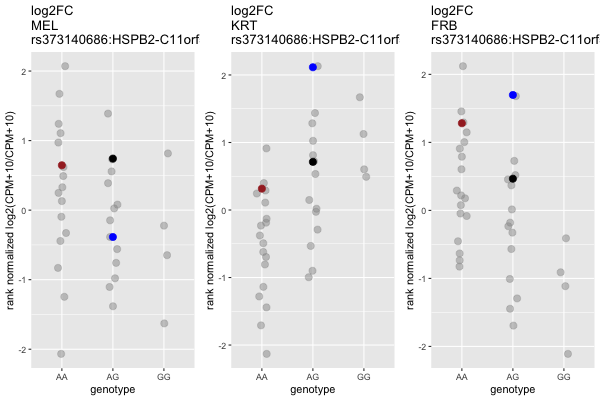 log2FC
MEL
rs373140686:HSPB2-C11orf
rank normalized log2(CPM+10/CPM+10)
2
1
0
-1
-2
AA
AG
GG
genotype
log2FC
KRT
rs373140686:HSPB2-C11orf
rank normalized log2(CPM+10/CPM+10)
2
1
0
-1
-2
AA
AG
GG
genotype
log2FC
FRB
rs373140686:HSPB2-C11orf
rank normalized log2(CPM+10/CPM+10)
2
1
0
-1
-2
AA
AG
GG
genotype